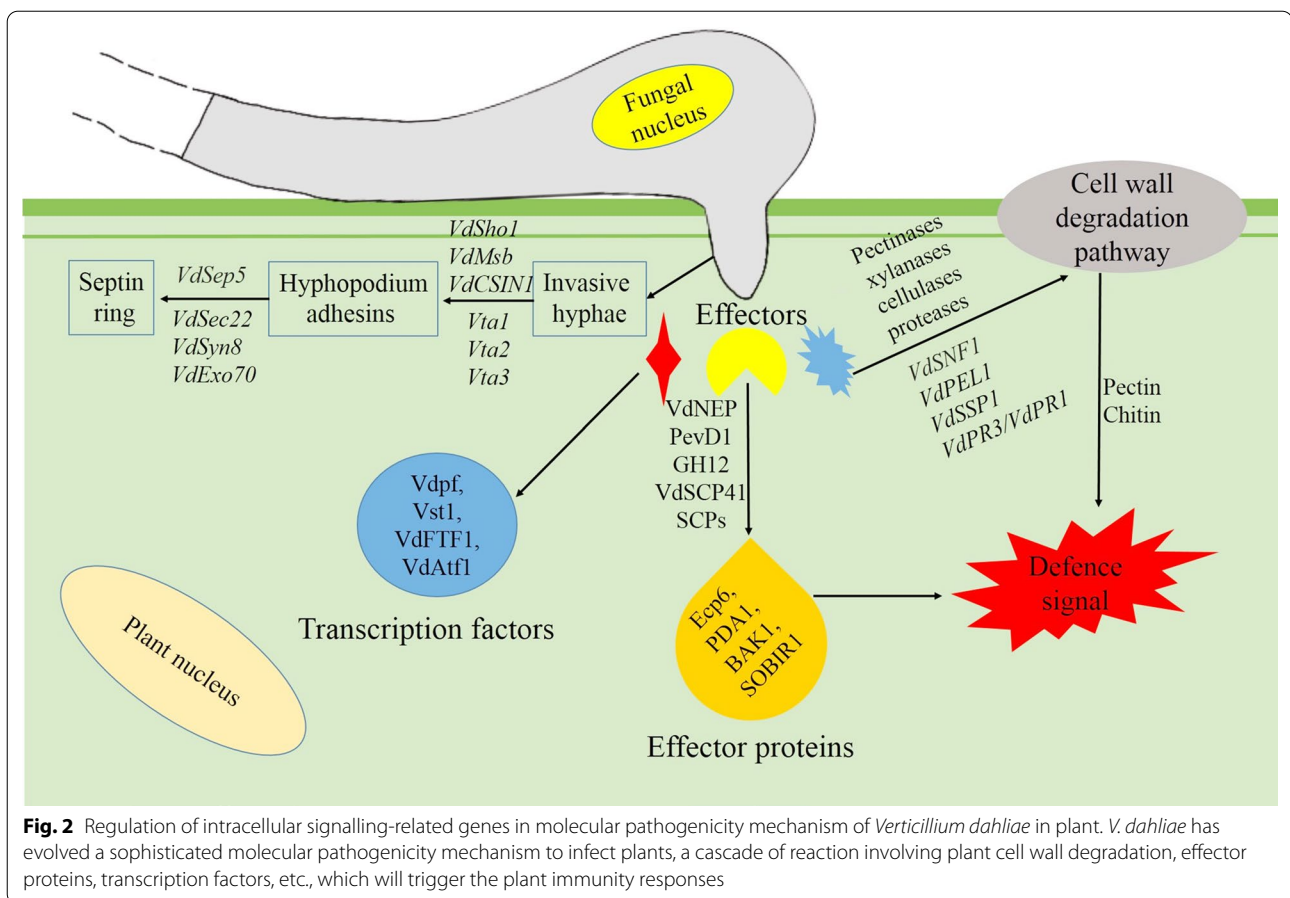 Fungal
nucleus
Cell wall
degradation
pathway
Pectinases
xylanases
cellulases
proteases
VdSho1
VdMsb
VdCSIN1
Vta1
Vta2
Vta3
Septin
ring
VdSep5
VdSec22
VdSyn8
VdExo70
Hyphopodium
adhesins
Invasive
hyphae
Effectors
VdSNF1
VdPEL1
VdSSP1
VdPR3/VdPR1
Pectin
Chitin
VdNEP
PevD1
GH12
VdSCP41
SCPs
Vdpf,
Vst1,
VdFTF1,
VdAtf1
Transcription factors
Plant nucleus
Ecp6,
PDA1,
BAK1,
SOBIR1
Effector proteins
Defence
signal
Fig. 2 Regulation of intracellular signalling-related genes in molecular pathogenicity mechanism of Verticillium dahliae in plant. V. dahliae has
evolved a sophisticated molecular pathogenicity mechanism to infect plants, a cascade of reaction involving plant cell wall degradation, effector
proteins, transcription factors, etc., which will trigger the plant immunity responses